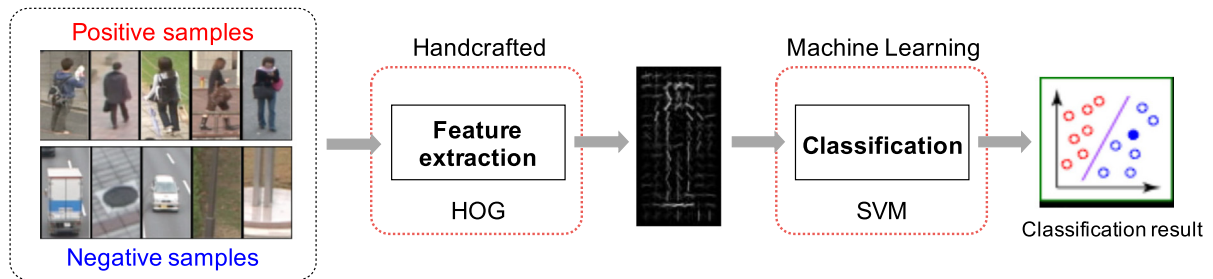 Positive samples
Negative samples
Handcrafted
Feature
extraction
HOG
Machine Learning
Classification
SVM
Classification result